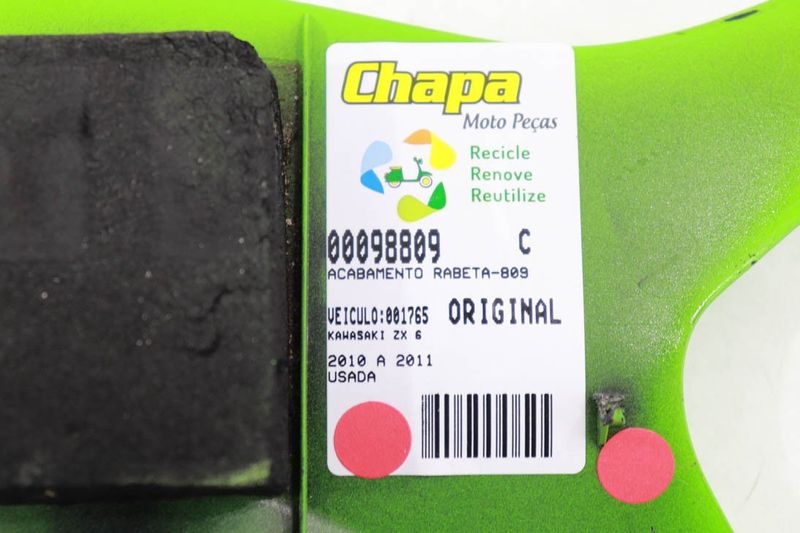 Chapa
Moto Peças
Recicle
Renove
Reutilize
00098809 C
ACABAMENTO RABETA-809
VEICULO:001765 ORIGINAL
KAWASAKI ZX 6
2010 A 2011
USADA